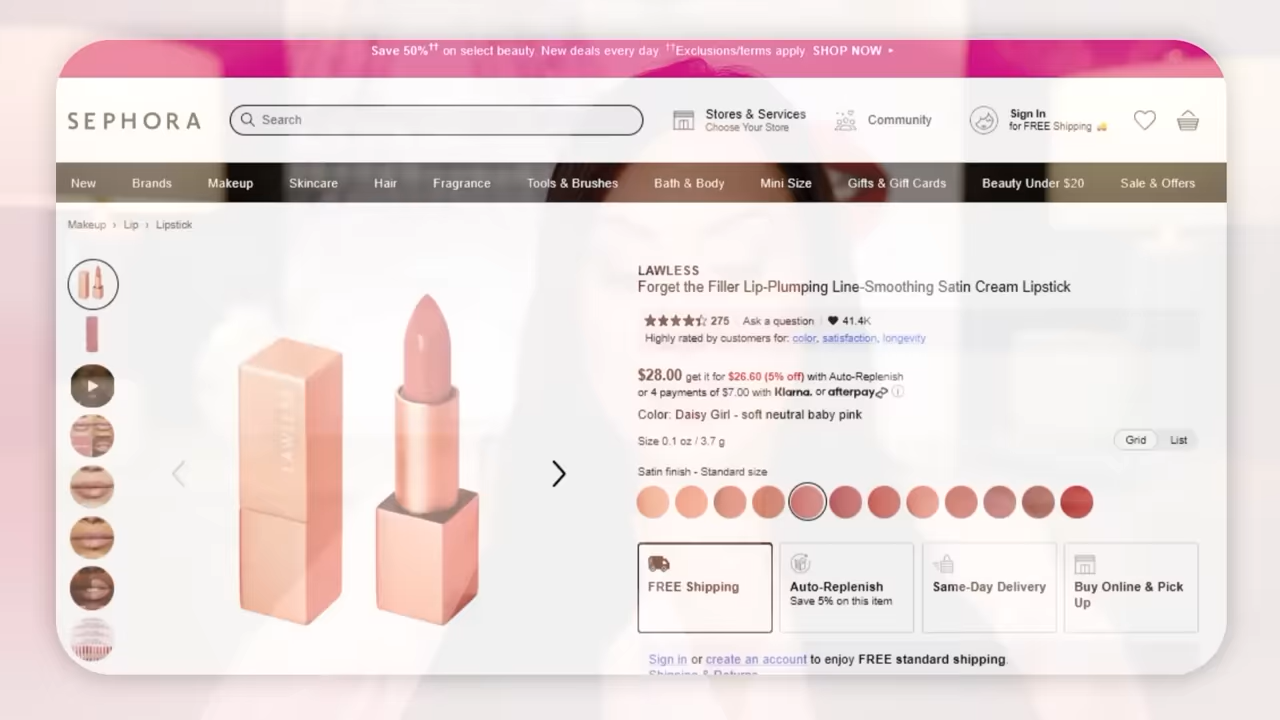 Save 50%†† on select beauty New deals every day ††Exclusions/terms apply SHOP NOW ▸
SEPHORA
Search
Stores & Services
Choose Your Store
Community
Sign In
for FREE Shipping 🚚
New Brands Makeup Skincare Hair Fragrance Tools & Brushes Bath & Body Mini Size Gifts & Gift Cards Beauty Under $20 Sale & Offers
Makeup › Lip › Lipstick
LAWLESS
LAWLESS
Forget the Filler Lip-Plumping Line-Smoothing Satin Cream Lipstick
275 Ask a question 41.4K
Highly rated by customers for: color, satisfaction, longevity
$28.00 get it for $26.60 (5% off) with Auto-Replenish
or 4 payments of $7.00 with Klarna. or afterpay
Color: Daisy Girl - soft neutral baby pink
Size 0.1 oz / 3.7 g
Grid List
Satin finish - Standard size
FREE Shipping
Auto-Replenish
Save 5% on this item
Same-Day Delivery
Buy Online & Pick
Up
Sign in or create an account to enjoy FREE standard shipping.
Shipping & Returns